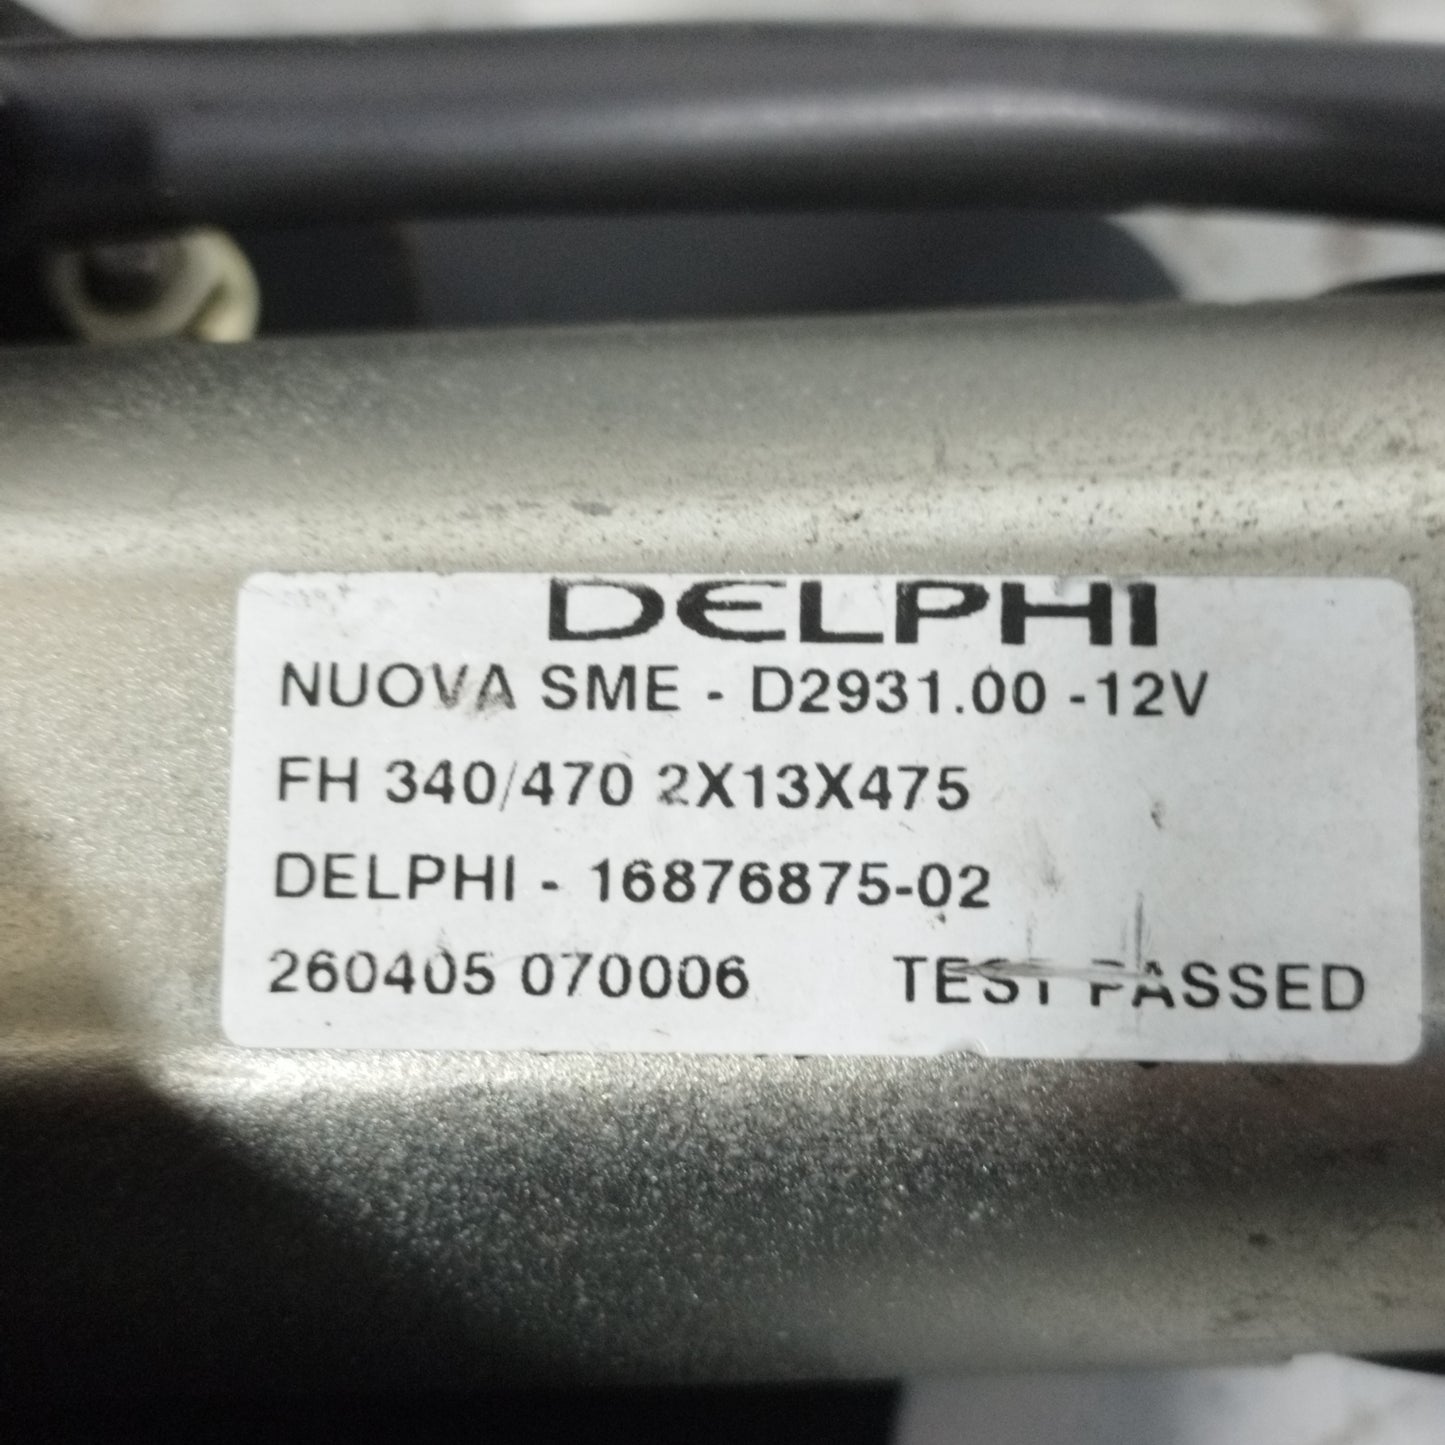 DELPHI
NUOVA SME - D2931.00 -12V
FH 340/470 2X13X475
DELPHI - 16876875-02
260405 070006 TEST PASSED